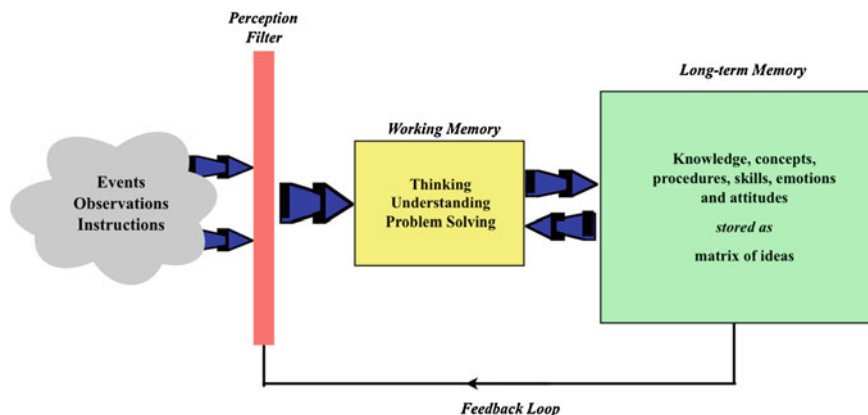 Perception
Filter
Long-term Memory
Working Memory
Events
Observations
Instructions
Thinking
Understanding
Problem Solving
Knowledge, concepts,
procedures, skills, emotions
and attitudes
stored as
matrix of ideas
Feedback Loop